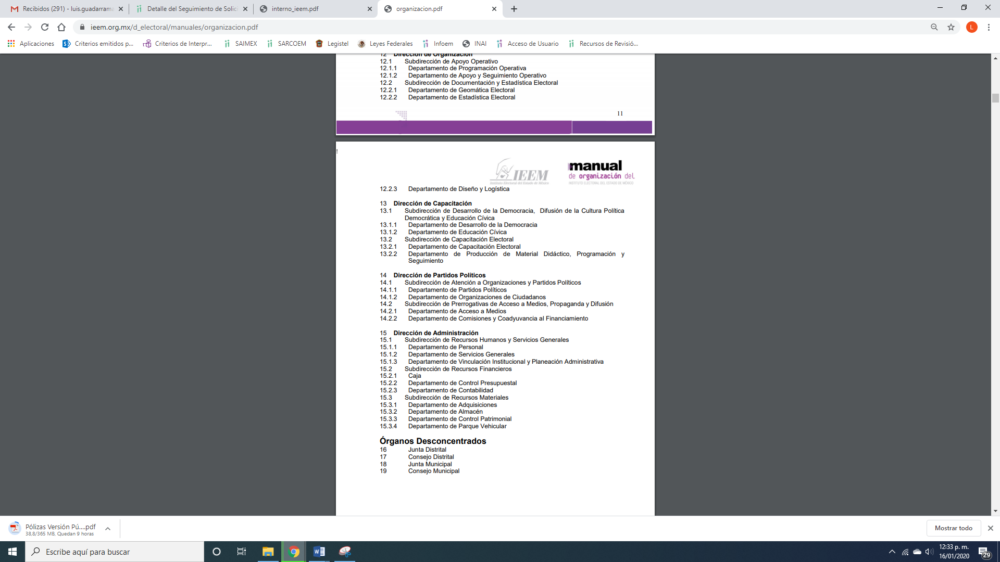 Recibidos (291) - luis.guadarrama
Detalle del Seguimiento de Solici
interno_ieem.pdf
organizacion.pdf
ieem.org.mx/d_electoral/manuales/organizacion.pdf
L
Aplicaciones
Criterios emitidos p...
Criterios de Interpr...
SAIMEX
SARCOEM
Legistel
Leyes Federales
Infoem
INAI
Acceso de Usuario
Recursos de Revisió...
12 Dirección de Organización
12.1 Subdirección de Apoyo Operativo
12.1.1 Departamento de Programación Operativa
12.1.2 Departamento de Apoyo y Seguimiento Operativo
12.2 Subdirección de Documentación y Estadística Electoral
12.2.1 Departamento de Geomática Electoral
12.2.2 Departamento de Estadística Electoral
11
!
IEEM
Instituto Electoral del Estado de México
manual
de organización del
INSTITUTO ELECTORAL DEL ESTADO DE MÉXICO
12.2.3 Departamento de Diseño y Logística
13 Dirección de Capacitación
13.1 Subdirección de Desarrollo de la Democracia, Difusión de la Cultura Política
Democrática y Educación Cívica
13.1.1 Departamento de Desarrollo de la Democracia
13.1.2 Departamento de Educación Cívica
13.2 Subdirección de Capacitación Electoral
13.2.1 Departamento de Capacitación Electoral
13.2.2 Departamento de Producción de Material Didáctico, Programación y
Seguimiento
14 Dirección de Partidos Políticos
14.1 Subdirección de Atención a Organizaciones y Partidos Políticos
14.1.1 Departamento de Partidos Políticos
14.1.2 Departamento de Organizaciones de Ciudadanos
14.2 Subdirección de Prerrogativas de Acceso a Medios, Propaganda y Difusión
14.2.1 Departamento de Acceso a Medios
14.2.2 Departamento de Comisiones y Coadyuvancia al Financiamiento
15 Dirección de Administración
15.1 Subdirección de Recursos Humanos y Servicios Generales
15.1.1 Departamento de Personal
15.1.2 Departamento de Servicios Generales
15.1.3 Departamento de Vinculación Institucional y Planeación Administrativa
15.2 Subdirección de Recursos Financieros
15.2.1 Caja
15.2.2 Departamento de Control Presupuestal
15.2.3 Departamento de Contabilidad
15.3 Subdirección de Recursos Materiales
15.3.1 Departamento de Adquisiciones
15.3.2 Departamento de Almacén
15.3.3 Departamento de Control Patrimonial
15.3.4 Departamento de Parque Vehicular
Órganos Desconcentrados
16 Junta Distrital
17 Consejo Distrital
18 Junta Municipal
19 Consejo Municipal
Pólizas Versión Pú....pdf
38,8/365 MB, Quedan 9 horas
Mostrar todo
Escribe aquí para buscar
12:33 p. m.
16/01/2020
29